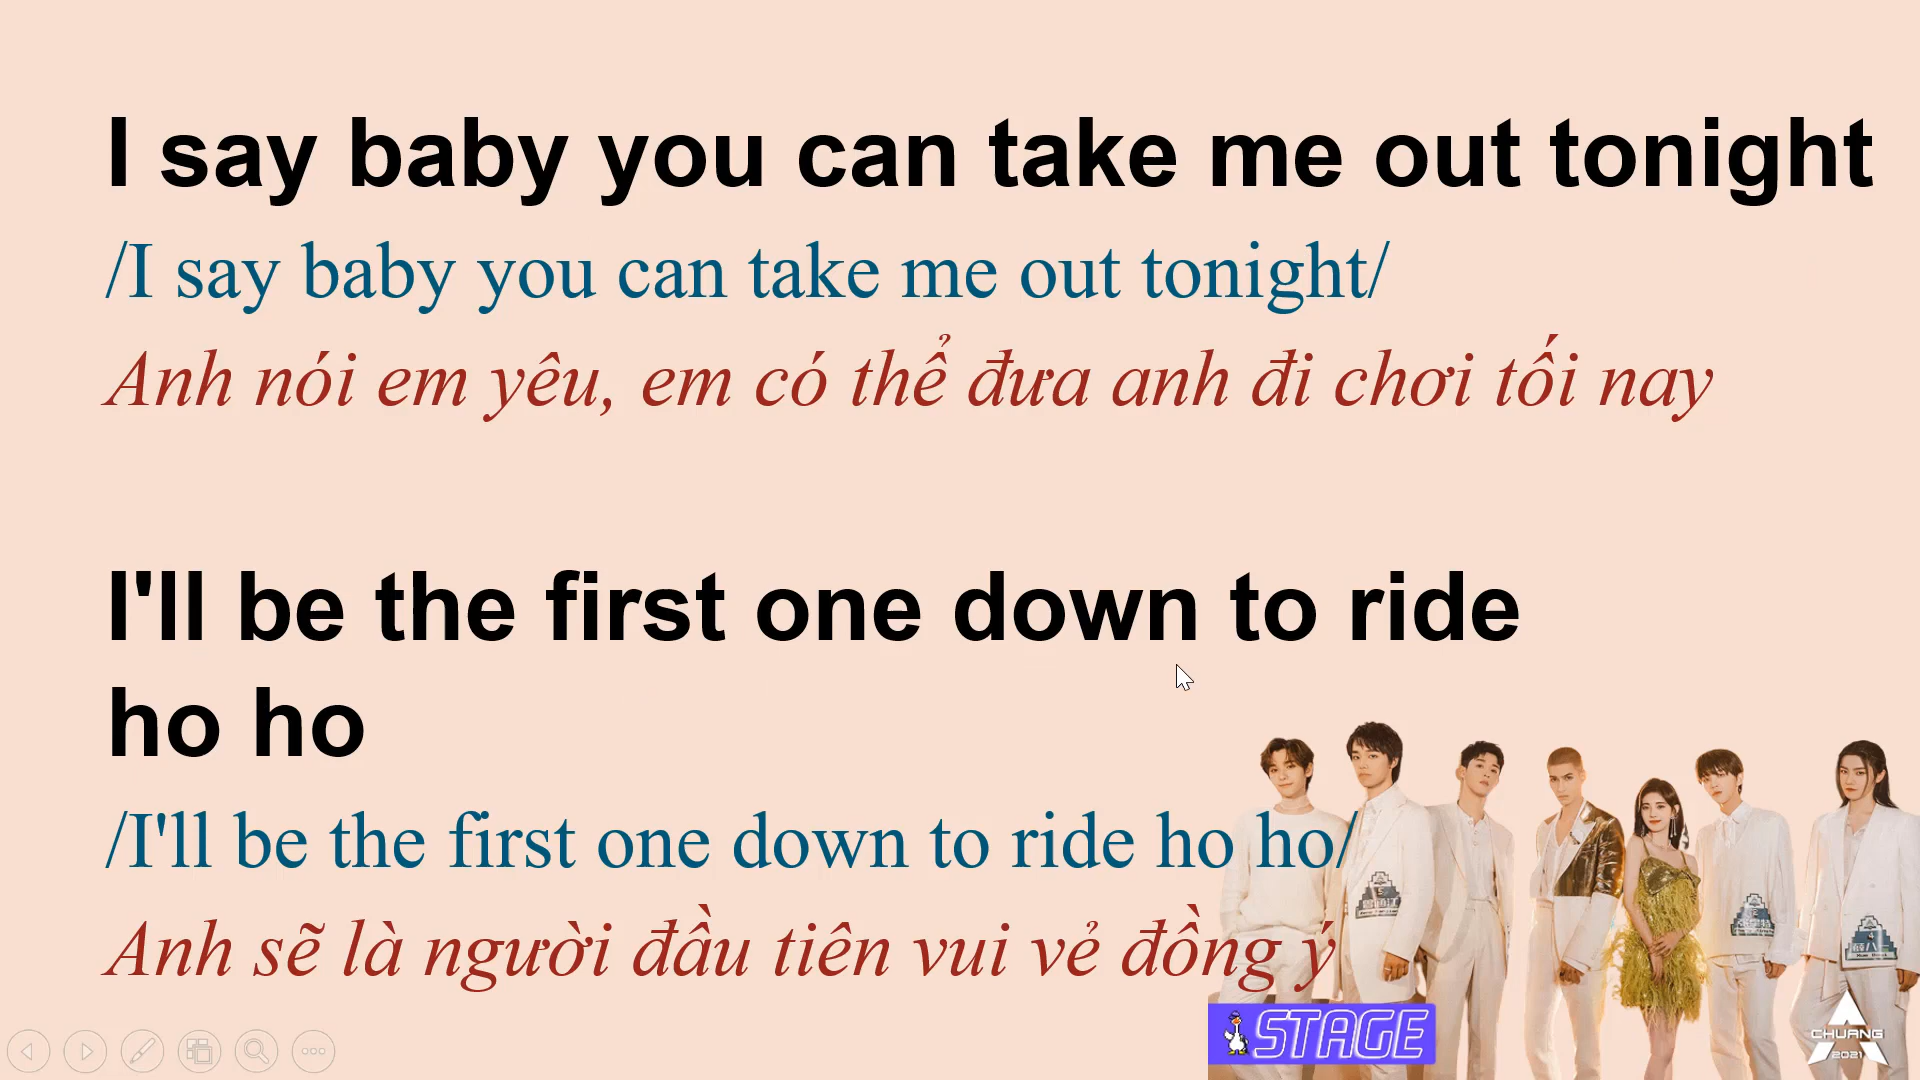 I say baby you can take me out tonight
/I say baby you can take me out tonight/
Anh nói em yêu, em có thể đưa anh đi chơi tối nay
I'll be the first one down to ride
ho ho
/I'll be the first one down to ride ho ho/
Anh sẽ là người đầu tiên vui vẻ đồng ý
STAGE
CHUANG
2021